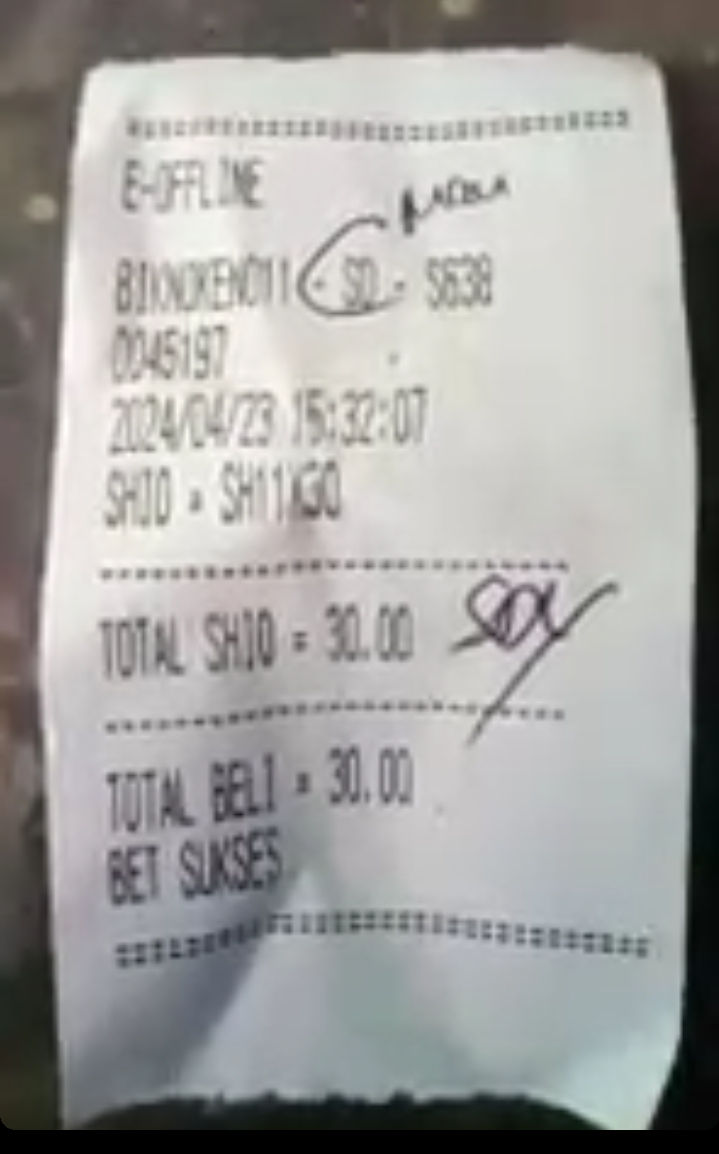 E-OFFLINE
BIKNOKEN011 - SD - S638
0045197
2024/04/23 15:32:07
SHIO = SH11X30
TOTAL SHIO = 30.00
TOTAL BELI = 30.00
BET SUKSES